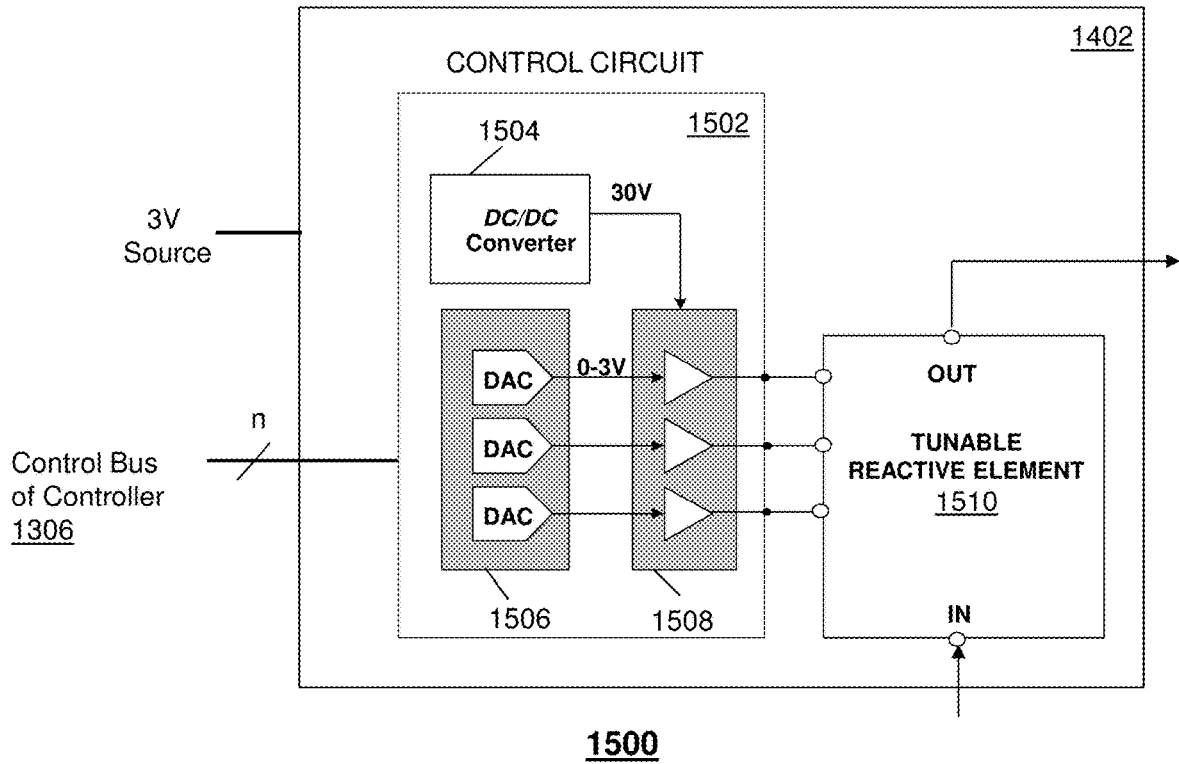 1402
CONTROL CIRCUIT
1502
1504
30V
DC/DC
Converter
3V
Source
0-3V
DAC
DAC
DAC
OUT
TUNABLE
REACTIVE ELEMENT
1510
n
Control Bus
of Controller
1306
1506
1508
IN
1500